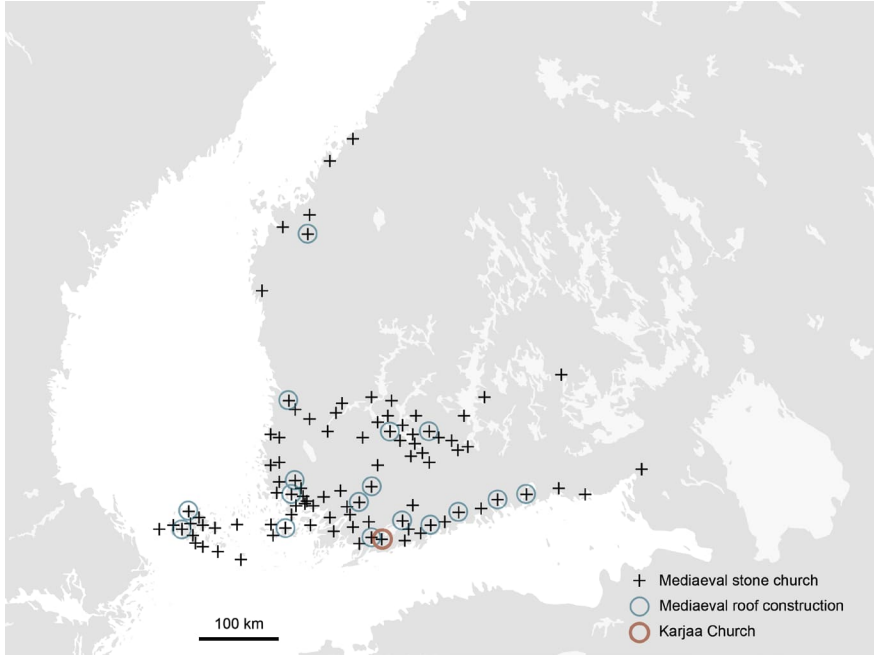 Mediaeval stone church
Mediaeval roof construction
Karjaa Church
100 km